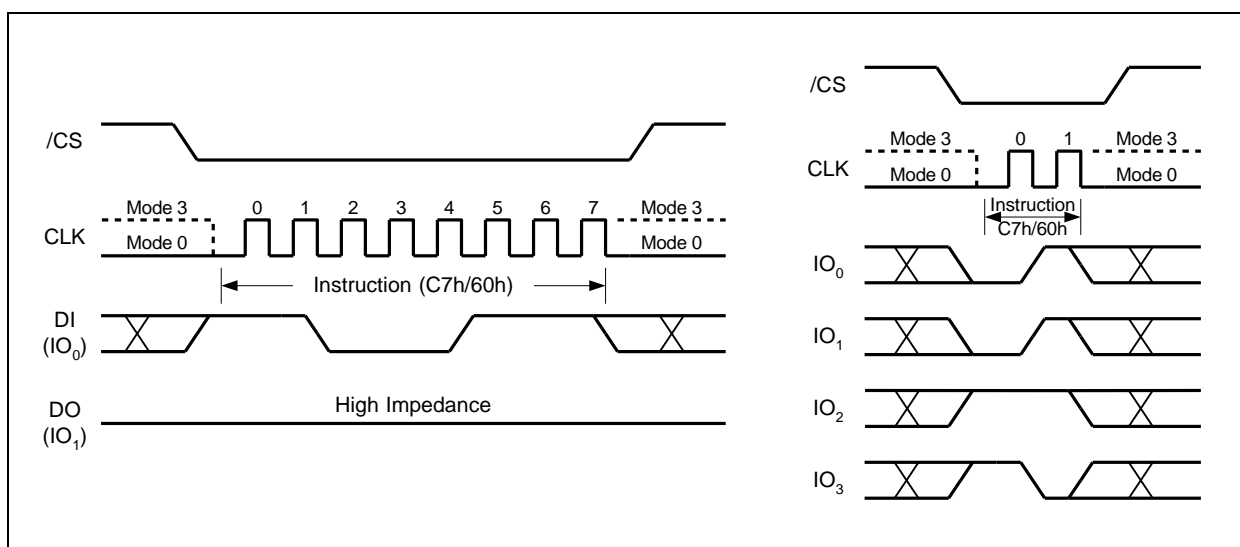 /CS
Mode 3
0 1 2 3 4 5 6 7
Mode 3
CLK
Mode 0
Mode 0
Instruction (C7h/60h)
DI
(IO0)
High Impedance
DO
(IO1)
/CS
Mode 3
0 1
Mode 3
CLK
Mode 0
Mode 0
Instruction
C7h/60h
IO0
IO1
IO2
IO3